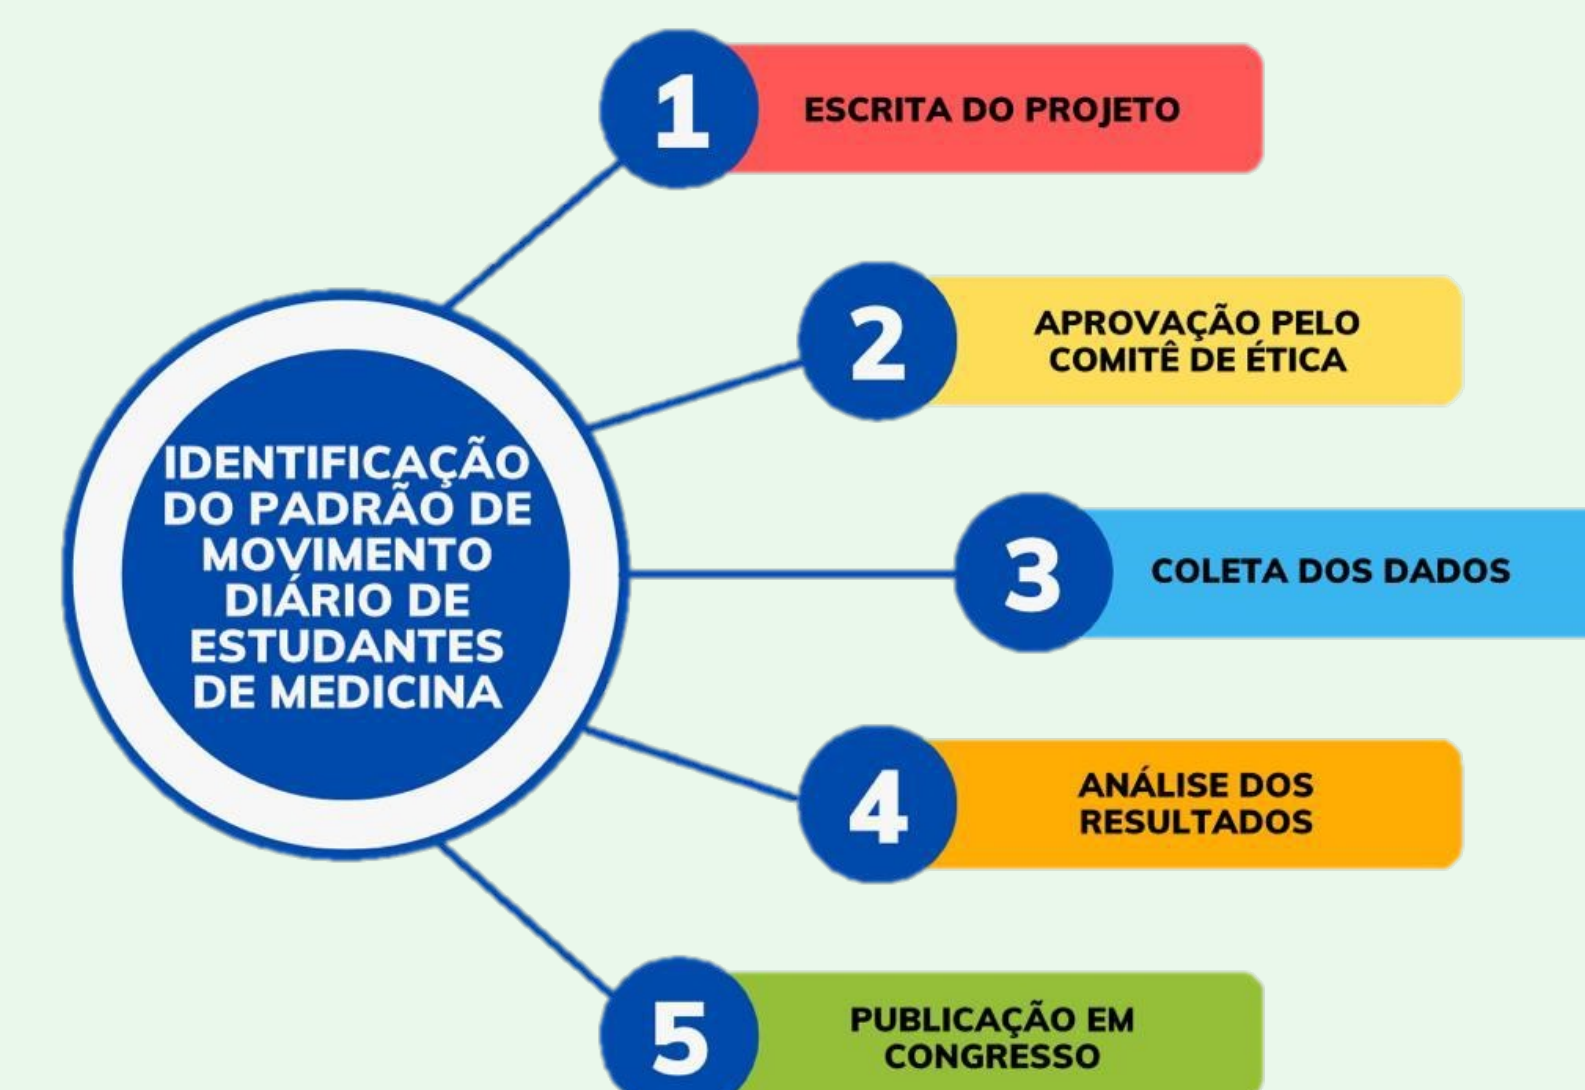 IDENTIFICAÇÃO
DO PADRÃO DE
MOVIMENTO
DIÁRIO DE
ESTUDANTES
DE MEDICINA
1
ESCRITA DO PROJETO
2
APROVAÇÃO PELO
COMITÊ DE ÉTICA
3
COLETA DOS DADOS
4
ANÁLISE DOS
RESULTADOS
5
PUBLICAÇÃO EM
CONGRESSO